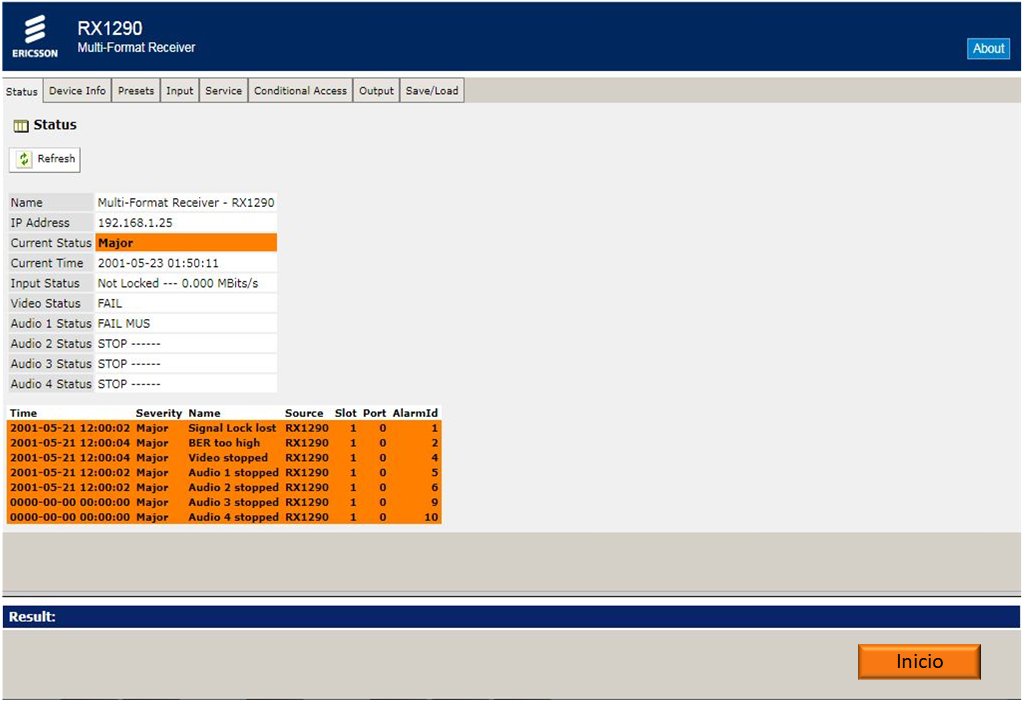 RX1290
Multi-Format Receiver
ERICSSON
About
Status Device Info Presets Input Service Conditional Access Output Save/Load
Status
Refresh
Name Multi-Format Receiver - RX1290
IP Address 192.168.1.25
Current Status Major
Current Time 2001-05-23 01:50:11
Input Status Not Locked --- 0.000 MBits/s
Video Status FAIL
Audio 1 Status FAIL MUS
Audio 2 Status STOP ------
Audio 3 Status STOP ------
Audio 4 Status STOP ------
Time Severity Name Source Slot Port AlarmId
2001-05-21 12:00:02 Major Signal Lock lost RX1290 1 0 1
2001-05-21 12:00:04 Major BER too high RX1290 1 0 2
2001-05-21 12:00:04 Major Video stopped RX1290 1 0 4
2001-05-21 12:00:02 Major Audio 1 stopped RX1290 1 0 5
2001-05-21 12:00:02 Major Audio 2 stopped RX1290 1 0 6
0000-00-00 00:00:00 Major Audio 3 stopped RX1290 1 0 9
0000-00-00 00:00:00 Major Audio 4 stopped RX1290 1 0 10
Result:
Inicio